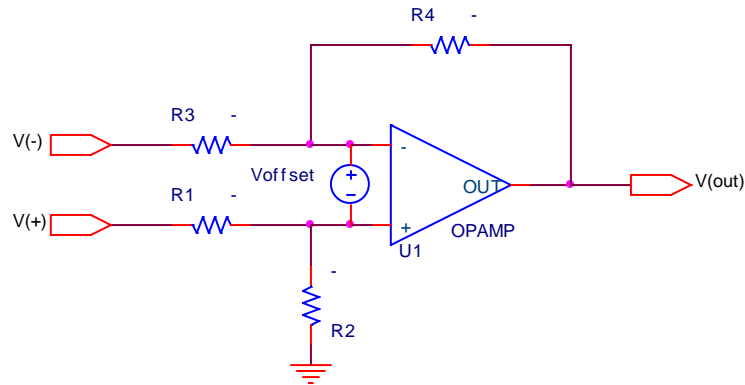 R4 -
R3 -
V(-)
-
Voffset
+
-
OUT
V(out)
R1 -
V(+)
+
OPAMP
U1
-
R2